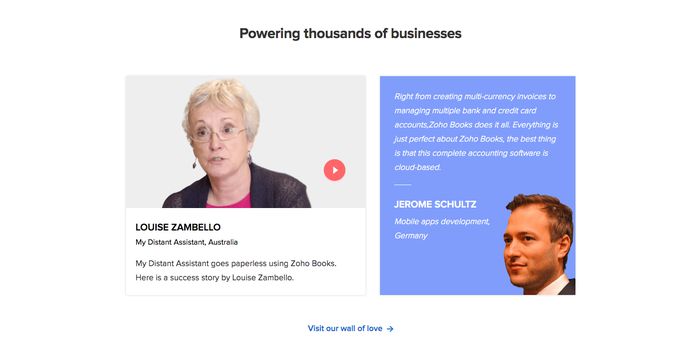 Powering thousands of businesses
LOUISE ZAMBELLO
My Distant Assistant, Australia
My Distant Assistant goes paperless using Zoho Books.
Here is a success story by Louise Zambello.
Right from creating multi-currency invoices to
managing multiple bank and credit card
accounts,Zoho Books does it all. Everything is
just perfect about Zoho Books, the best thing
is that this complete accounting software is
cloud-based.
JEROME SCHULTZ
Mobile apps development,
Germany
Visit our wall of love →